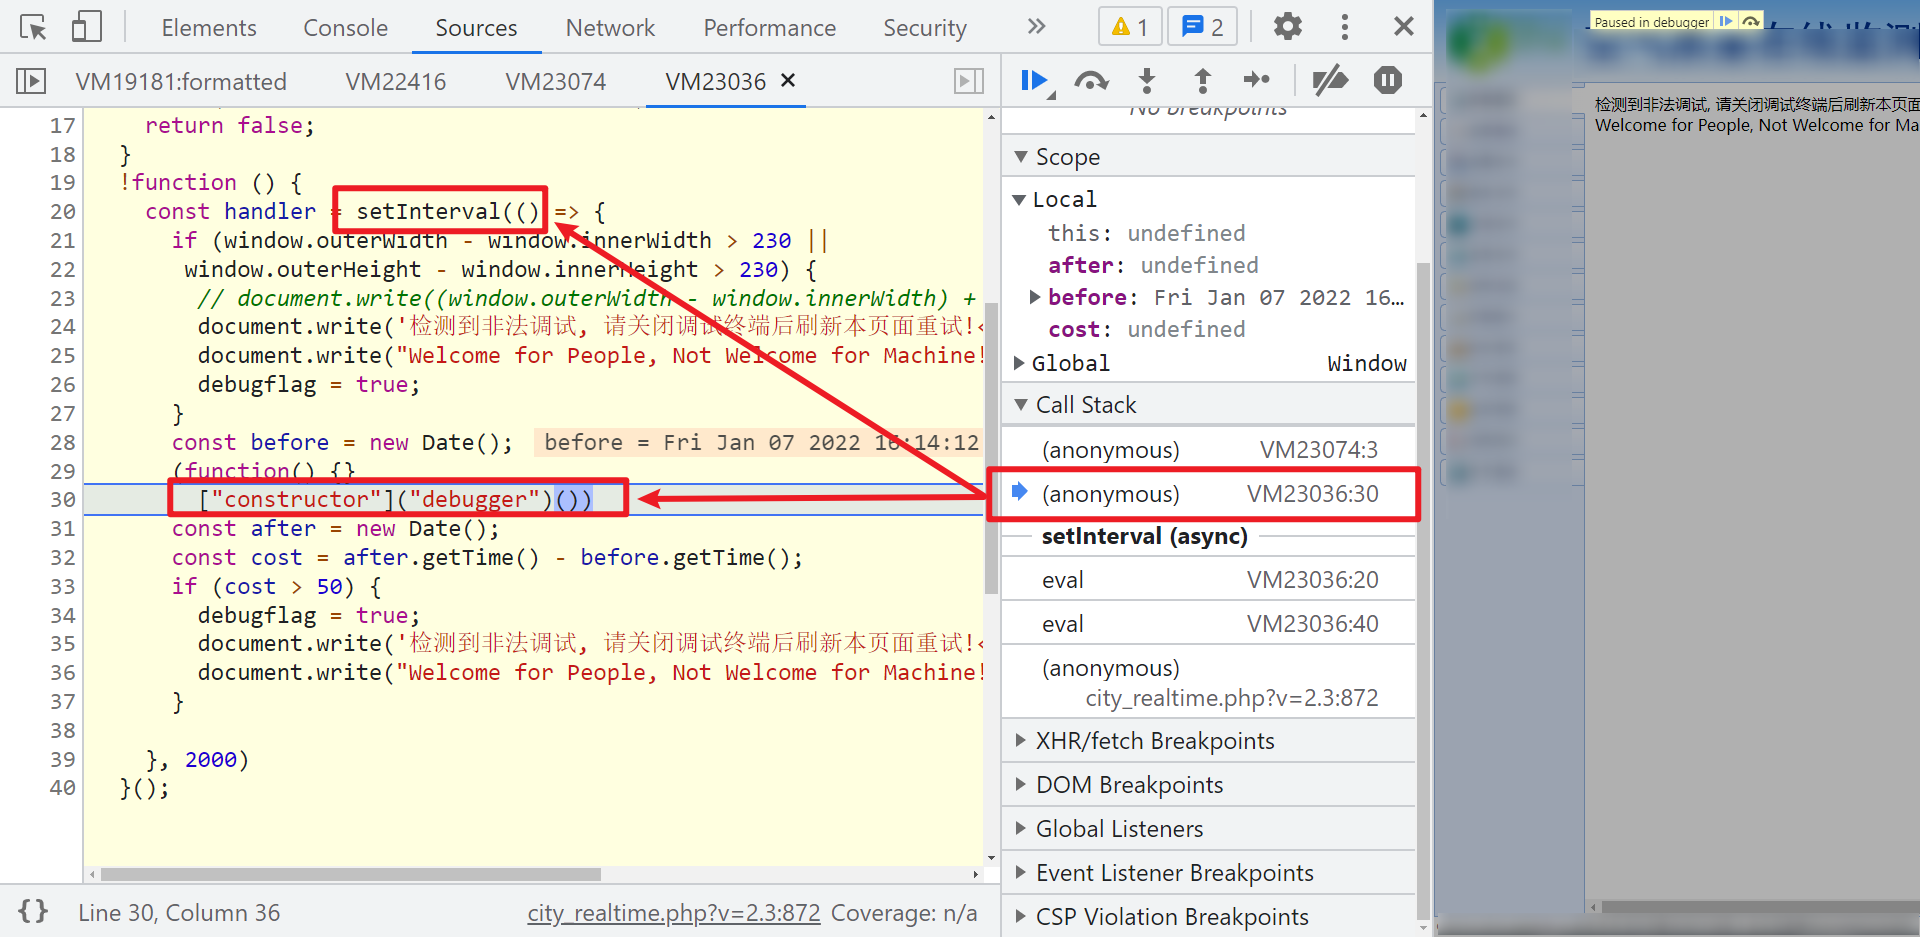 Elements Console Sources Network Performance Security » 1 2
VM19181:formatted VM22416 VM23074 VM23036 ×
17 return false;
18 }
19 !function () {
20 const handler = setInterval(() => {
21 if (window.outerWidth - window.innerWidth > 230 ||
22 window.outerHeight - window.innerHeight > 230) {
23 // document.write((window.outerWidth - window.innerWidth) +
24 document.write('检测到非法调试, 请关闭调试终端后刷新本页面重试!<
25 document.write("Welcome for People, Not Welcome for Machine!
26 debugflag = true;
27 }
28 const before = new Date(); before = Fri Jan 07 2022 16:14:12
29 (function() {}
30 ["constructor"]("debugger")())
31 const after = new Date();
32 const cost = after.getTime() - before.getTime();
33 if (cost > 50) {
34 debugflag = true;
35 document.write('检测到非法调试, 请关闭调试终端后刷新本页面重试!<
36 document.write("Welcome for People, Not Welcome for Machine!
37 }
38
39 }, 2000)
40 }();
{} Line 30, Column 36 city_realtime.php?v=2.3:872 Coverage: n/a
No breakpoints
Scope
Local
this: undefined
after: undefined
before: Fri Jan 07 2022 16…
cost: undefined
Global Window
Call Stack
(anonymous) VM23074:3
(anonymous) VM23036:30
setInterval (async)
eval VM23036:20
eval VM23036:40
(anonymous)
city_realtime.php?v=2.3:872
XHR/fetch Breakpoints
DOM Breakpoints
Global Listeners
Event Listener Breakpoints
CSP Violation Breakpoints
Paused in debugger
检测到非法调试, 请关闭调试终端后刷新本页面
Welcome for People, Not Welcome for Ma